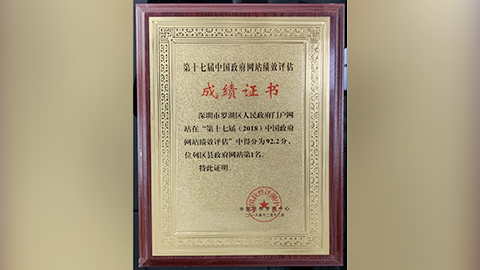 第十七届中国政府网站绩效评估
成绩证书
深圳市罗湖区人民政府门户网
站在“第十七届（2018）中国政府
网站绩效评估”中得分为92.2分，
位列区县政府网站第1名。
特此证明。